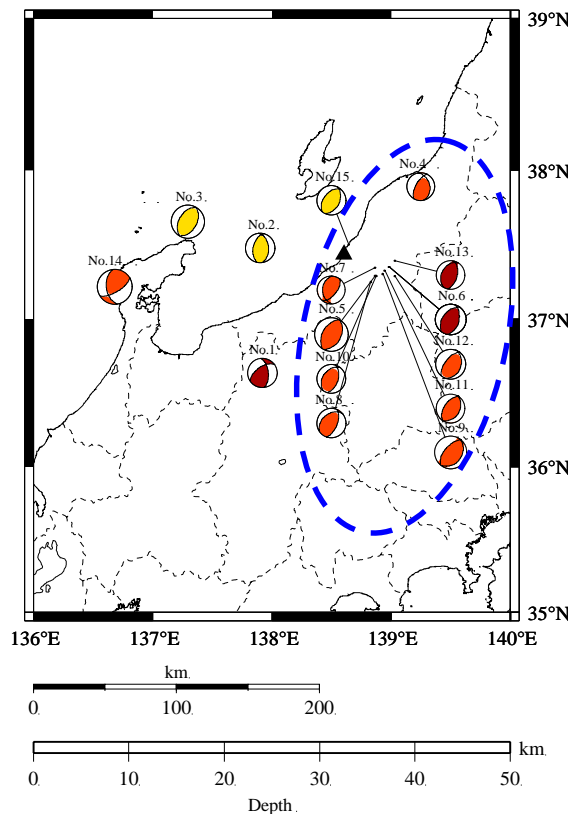 39°N
38°N
No.4.
No.15.
No.3.
No.2.
No.14.
No.13.
No.7.
No.6.
No.5.
37°N
No.12.
No.1.
No.10.
No.11.
No.8.
No.9.
36°N
35°N
136°E 137°E 138°E 139°E 140°E
km.
0. 100. 200.
km.
0. 10. 20. 30. 40. 50.
Depth.